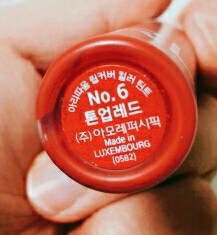 아리따움 풀커버 컬러 틴트
No. 6
톤업레드
(주)아모레퍼시픽
Made in
LUXEMBOURG
(0582)